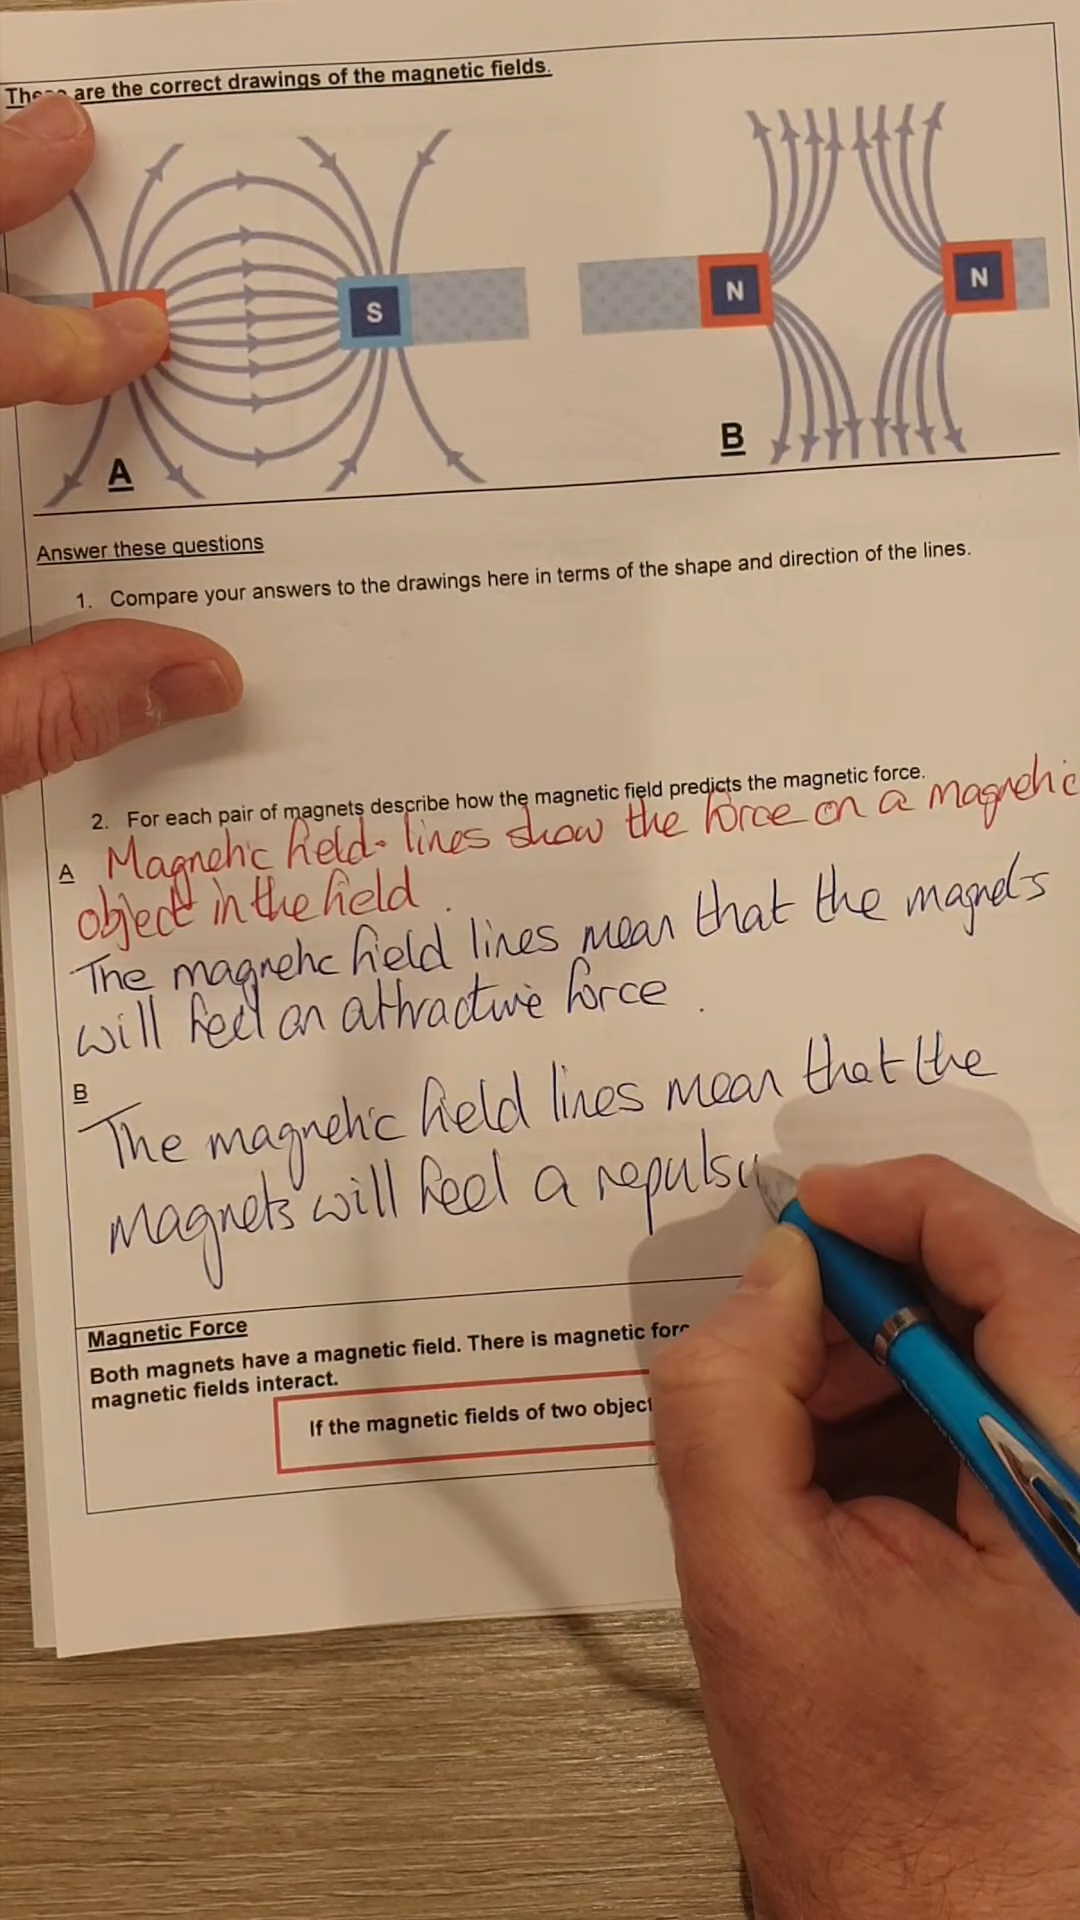 These are the correct drawings of the magnetic fields.
S
N
N
A
B
Answer these questions
1. Compare your answers to the drawings here in terms of the shape and direction of the lines.
2. For each pair of magnets describe how the magnetic field predicts the magnetic force.
A Magnetic field lines show the force on a magnetic
object in the field.
The magnetic field lines mean that the magnets
will feel an attractive force.
B
The magnetic field lines mean that the
magnets will feel a repulsi
Magnetic Force
Both magnets have a magnetic field. There is magnetic forc
magnetic fields interact.
If the magnetic fields of two object